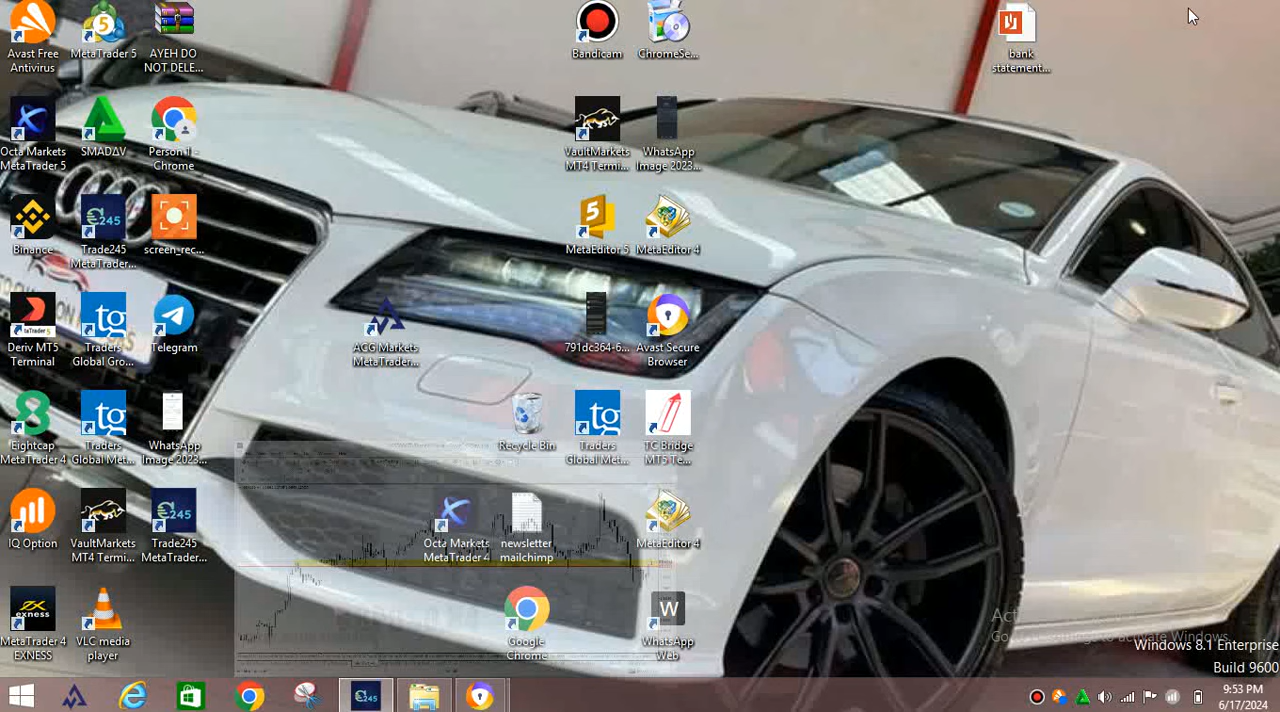 Avast Free
Antivirus
MetaTrader 5
AYEH DO
NOT DELE...
Bandicam
ChromeSe...
bank
statement...
Octa Markets
MetaTrader 5
SMADΔV
Person 1 -
Chrome
VaultMarkets
MT4 Termi...
WhatsApp
Image 2023...
Binance
Trade245
MetaTrader...
screen_rec...
MetaEditor 5
MetaEditor 4
Deriv MT5
Terminal
Traders
Global Gro...
Telegram
ACG Markets
MetaTrader...
791dc364-6...
Avast Secure
Browser
Eightcap
MetaTrader 4
Traders
Global Met...
WhatsApp
Image 2023...
Recycle Bin
Traders
Global Met...
TC Bridge
MT5 Te...
IQ Option
VaultMarkets
MT4 Termi...
Trade245
MetaTrader...
Octa Markets
MetaTrader 4
newsletter
mailchimp
MetaEditor 4
MetaTrader 4
EXNESS
VLC media
player
Google
Chrome
WhatsApp
Web
Windows 8.1 Enterprise
Build 9600
9:53 PM
6/17/2024